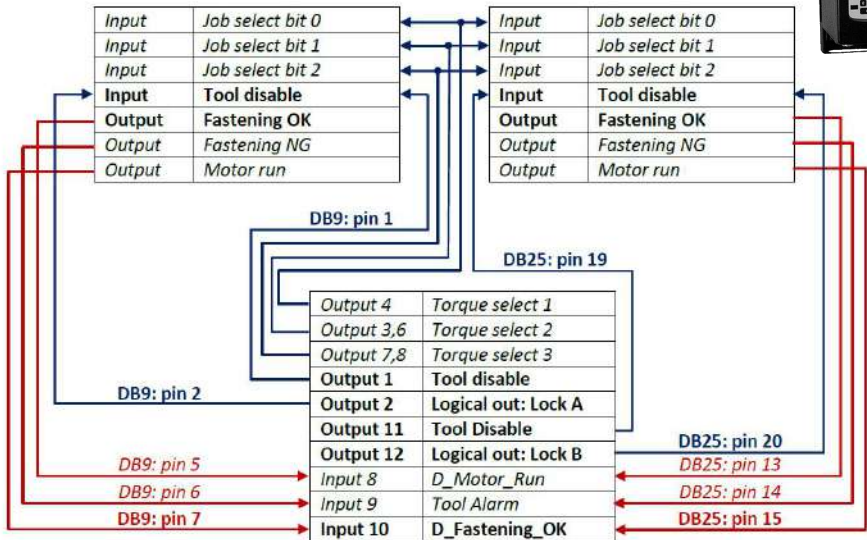 Input Job select bit 0
Input Job select bit 1
Input Job select bit 2
Input Tool disable
Output Fastening OK
Output Fastening NG
Output Motor run
Input Job select bit 0
Input Job select bit 1
Input Job select bit 2
Input Tool disable
Output Fastening OK
Output Fastening NG
Output Motor run
DB9: pin 1
DB25: pin 19
Output 4 Torque select 1
Output 3,6 Torque select 2
Output 7,8 Torque select 3
Output 1 Tool disable
DB9: pin 2
Output 2 Logical out: Lock A
Output 11 Tool Disable
Output 12 Logical out: Lock B
DB25: pin 20
DB9: pin 5
Input 8 D_Motor_Run
DB25: pin 13
DB9: pin 6
Input 9 Tool Alarm
DB25: pin 14
DB9: pin 7
Input 10 D_Fastening_OK
DB25: pin 15